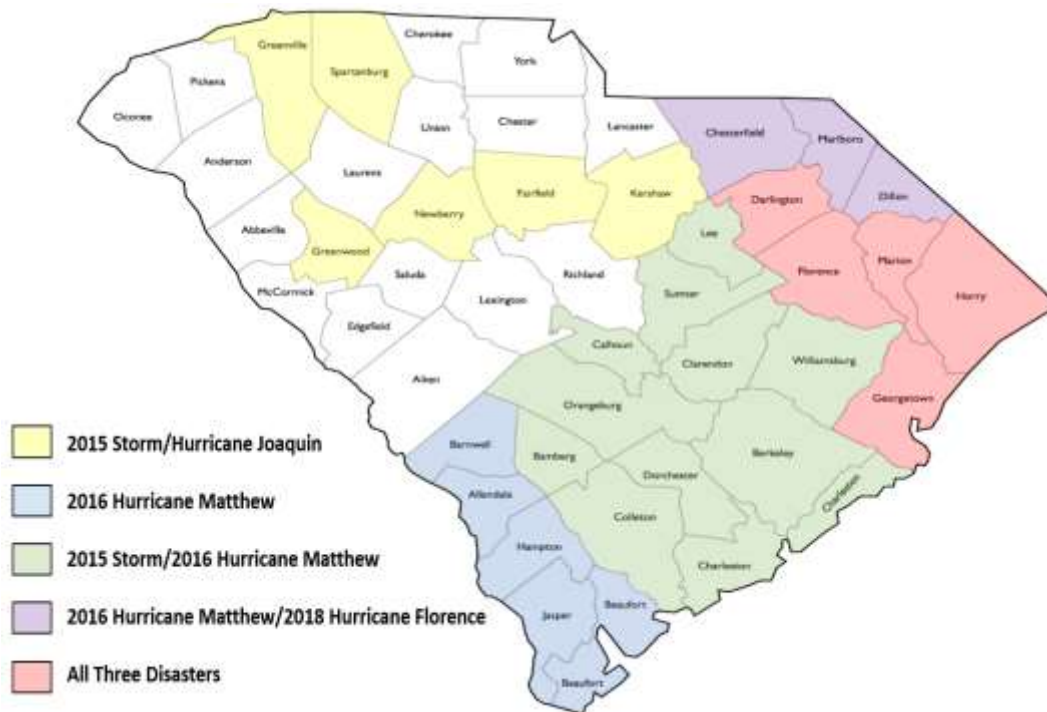 Cherokee
Greenville
York
Spartanburg
Pickens
Oconee
Union
Chester
Lancaster
Chesterfield
Marlboro
Anderson
Laurens
Fairfield
Kershaw
Darlington
Dillon
Newberry
Abbeville
Greenwood
Lee
Marion
Florence
Saluda
Richland
McCormick
Lexington
Sumter
Horry
Edgefield
Calhoun
Clarendon
Williamsburg
Aiken
Georgetown
Orangeburg
Barnwell
Bamberg
Berkeley
Dorchester
Charleston
Allendale
Colleton
Hampton
Charleston
Jasper
Beaufort
Beaufort
2015 Storm/Hurricane Joaquin
2016 Hurricane Matthew
2015 Storm/2016 Hurricane Matthew
2016 Hurricane Matthew/2018 Hurricane Florence
All Three Disasters